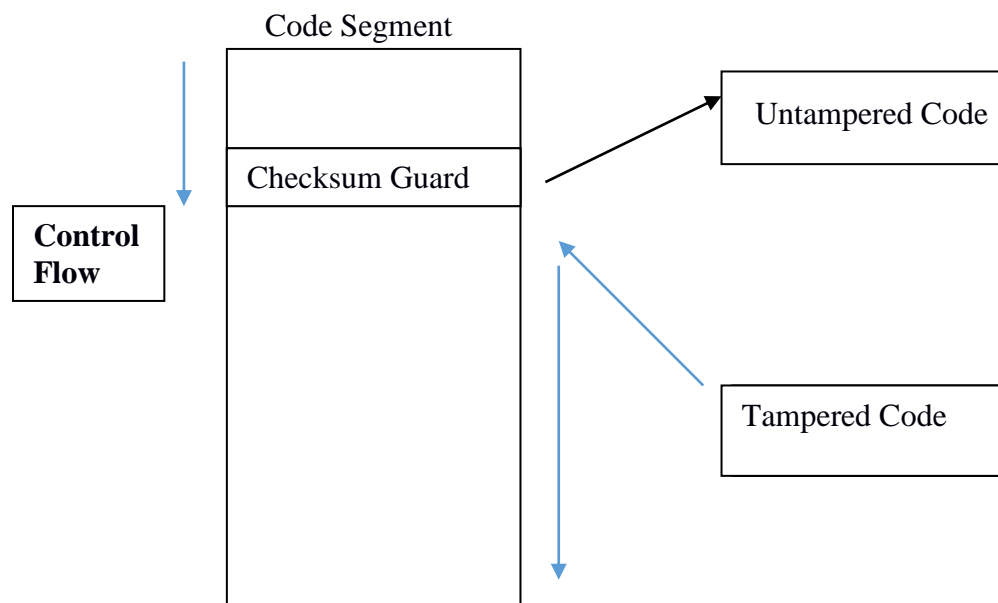 Code Segment
Untampered Code
Checksum Guard
Control
Flow
Tampered Code